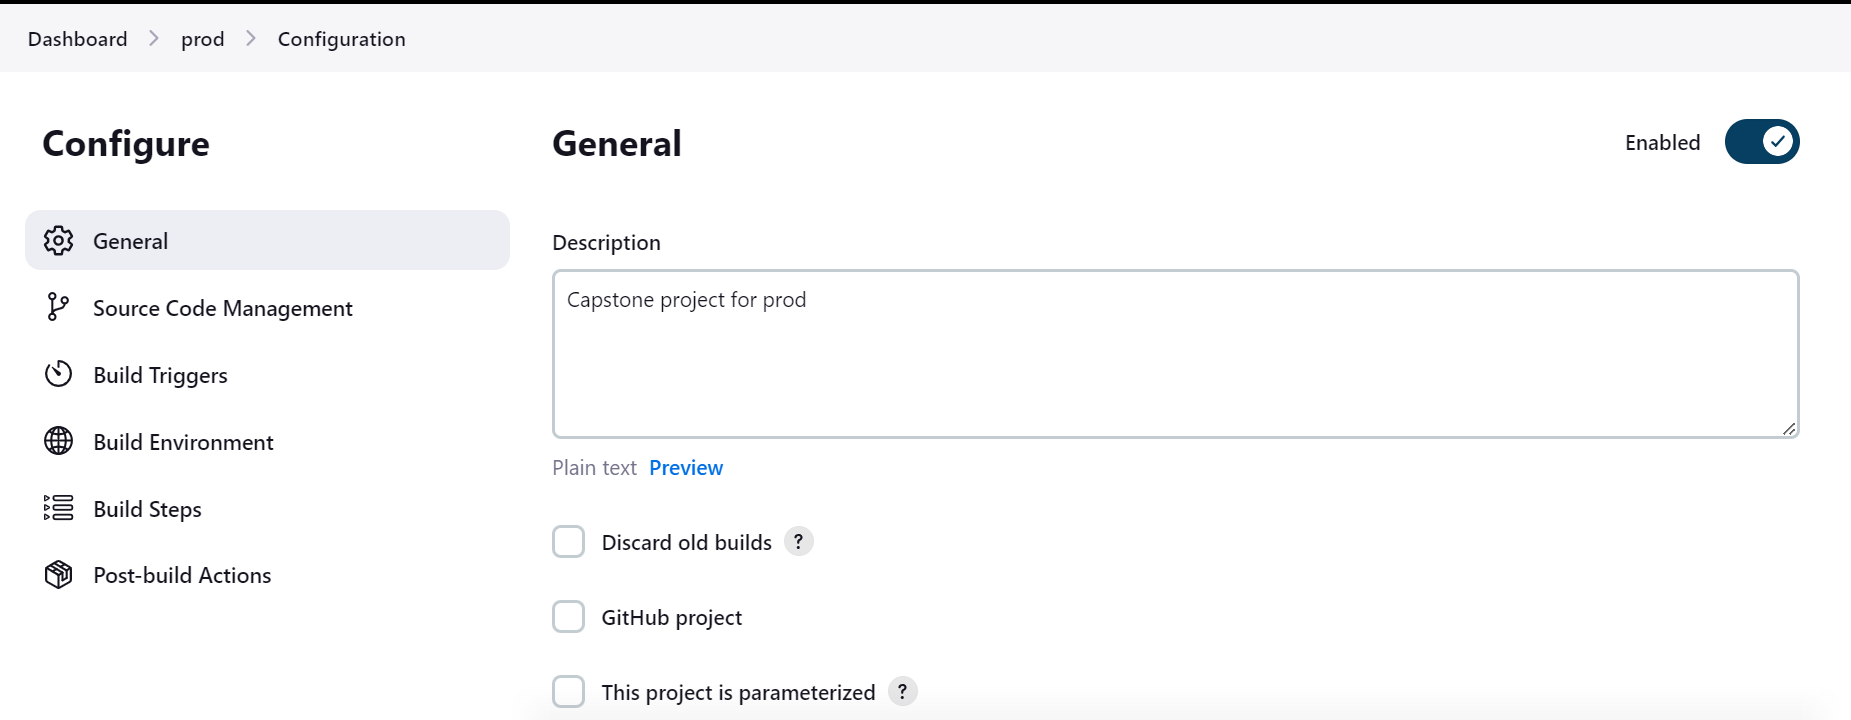 Dashboard > prod > Configuration
Configure
General
Source Code Management
Build Triggers
Build Environment
Build Steps
Post-build Actions
General
Enabled
Description
Capstone project for prod
Plain text Preview
Discard old builds ?
GitHub project
This project is parameterized ?